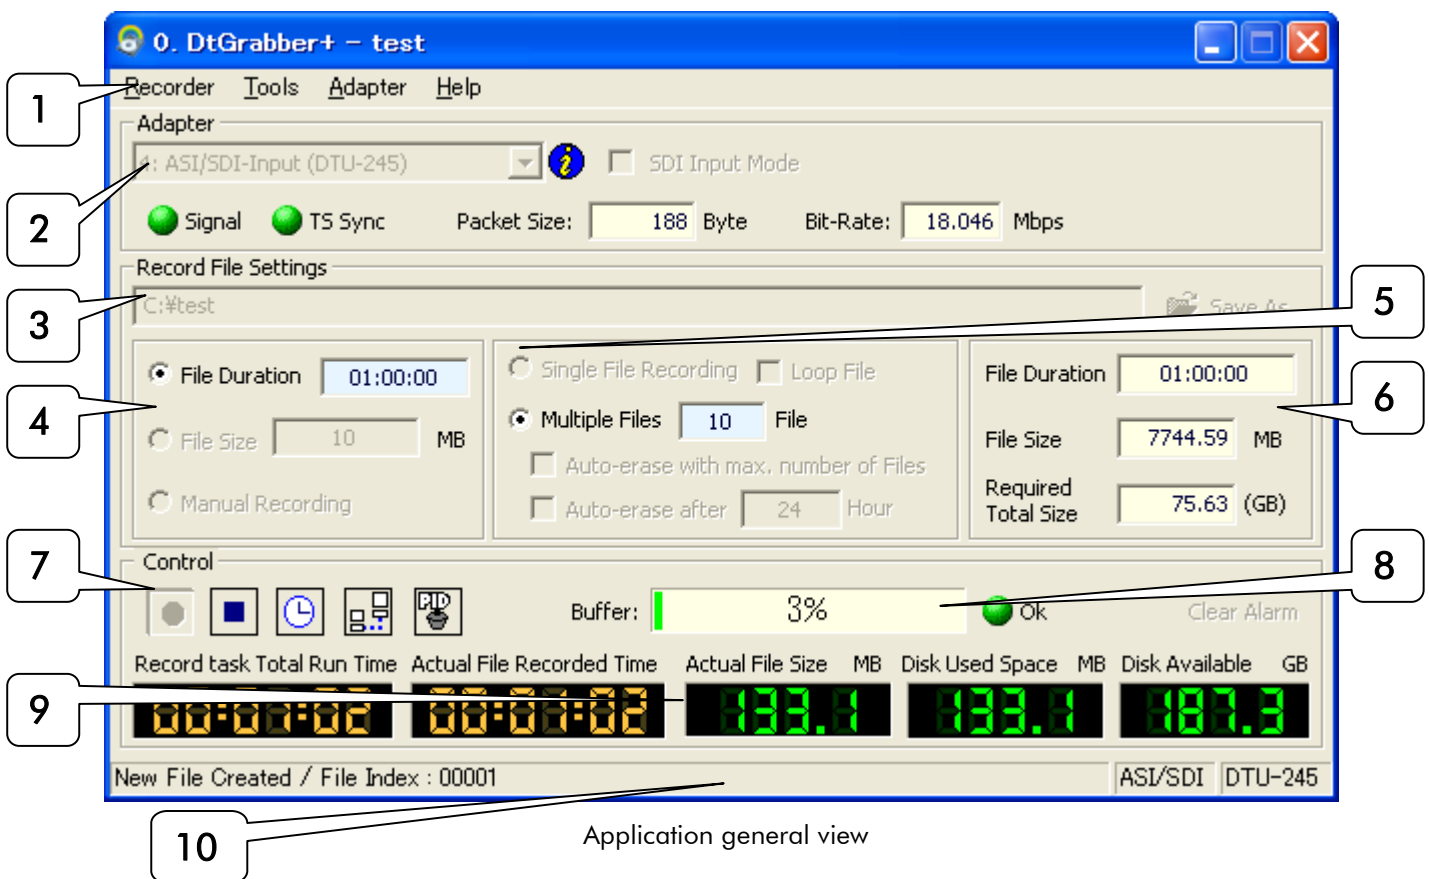 0. DtGrabber+ - test
1
Recorder Tools Adapter Help
Adapter
4: ASI/SDI-Input (DTU-245) i SDI Input Mode
2
Signal TS Sync Packet Size: 188 Byte Bit-Rate: 18.046 Mbps
Record File Settings
3
C:¥test Save As
5
File Duration 01:00:00
File Size 10 MB
Manual Recording
4
Single File Recording Loop File
Multiple Files 10 File
Auto-erase with max. number of Files
Auto-erase after 24 Hour
File Duration 01:00:00
File Size 7744.59 MB
Required
Total Size 75.63 (GB)
6
Control
7
PID Buffer: 3% Ok Clear Alarm
8
Record task Total Run Time Actual File Recorded Time Actual File Size MB Disk Used Space MB Disk Available GB
9
00:01:02 00:01:02 133.1 133.1 187.3
New File Created / File Index : 00001 ASI/SDI DTU-245
10
Application general view